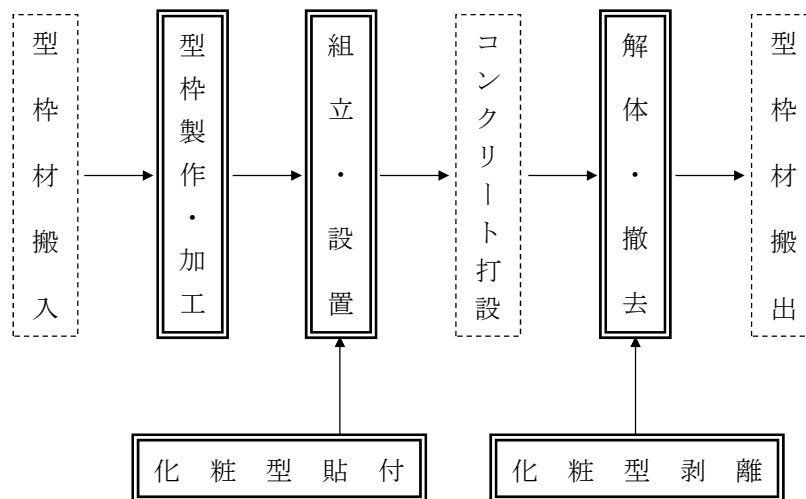 型枠材搬入
型枠製作・加工
組立・設置
コンクリート打設
解体・撤去
型枠材搬出
化粧型貼付
化粧型剥離